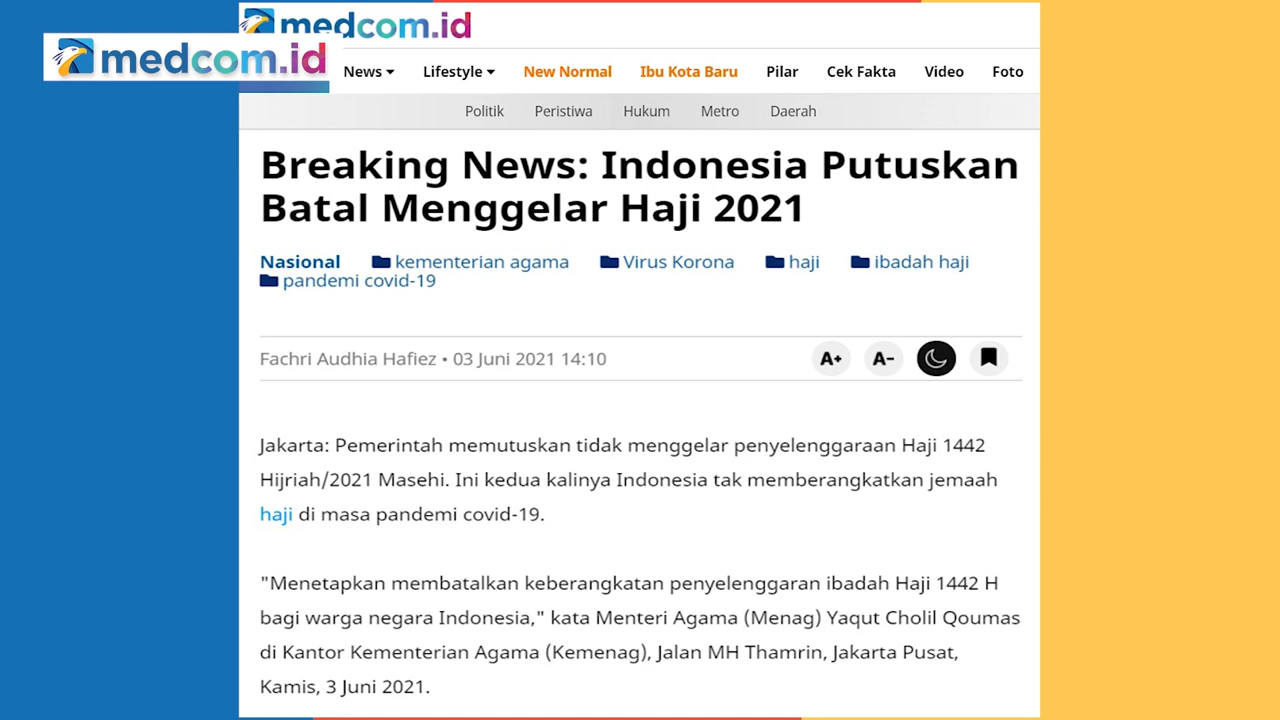 medcom.id
medcom.id
News Lifestyle New Normal Ibu Kota Baru Pilar Cek Fakta Video Foto
Politik Peristiwa Hukum Metro Daerah
Breaking News: Indonesia Putuskan
Batal Menggelar Haji 2021
Nasional kementerian agama Virus Korona haji ibadah haji
pandemi covid-19
Fachri Audhia Hafiez • 03 Juni 2021 14:10 A+ A-
Jakarta: Pemerintah memutuskan tidak menggelar penyelenggaraan Haji 1442
Hijriah/2021 Masehi. Ini kedua kalinya Indonesia tak memberangkatkan jemaah
haji di masa pandemi covid-19.
"Menetapkan membatalkan keberangkatan penyelenggaran ibadah Haji 1442 H
bagi warga negara Indonesia," kata Menteri Agama (Menag) Yaqut Cholil Qoumas
di Kantor Kementerian Agama (Kemenag), Jalan MH Thamrin, Jakarta Pusat,
Kamis, 3 Juni 2021.